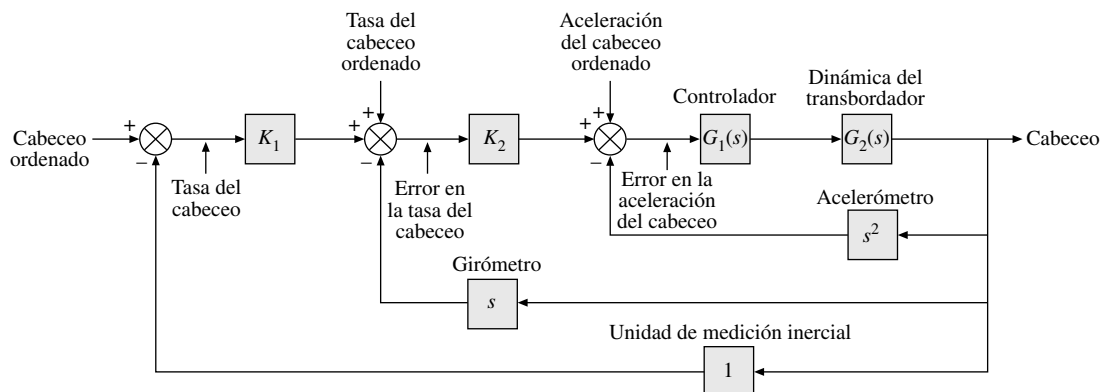 Tasa del
cabeceo
ordenado
Aceleración
del cabeceo
ordenado
Controlador
Dinámica del
transbordador
Cabeceo
ordenado
+
−
K1
+
+
−
K2
+
+
−
G1(s)
G2(s)
Cabeceo
Tasa del
cabeceo
Error en
la tasa del
cabeceo
Error en la
aceleración
del cabeceo
Acelerómetro
s²
Girómetro
s
Unidad de medición inercial
1